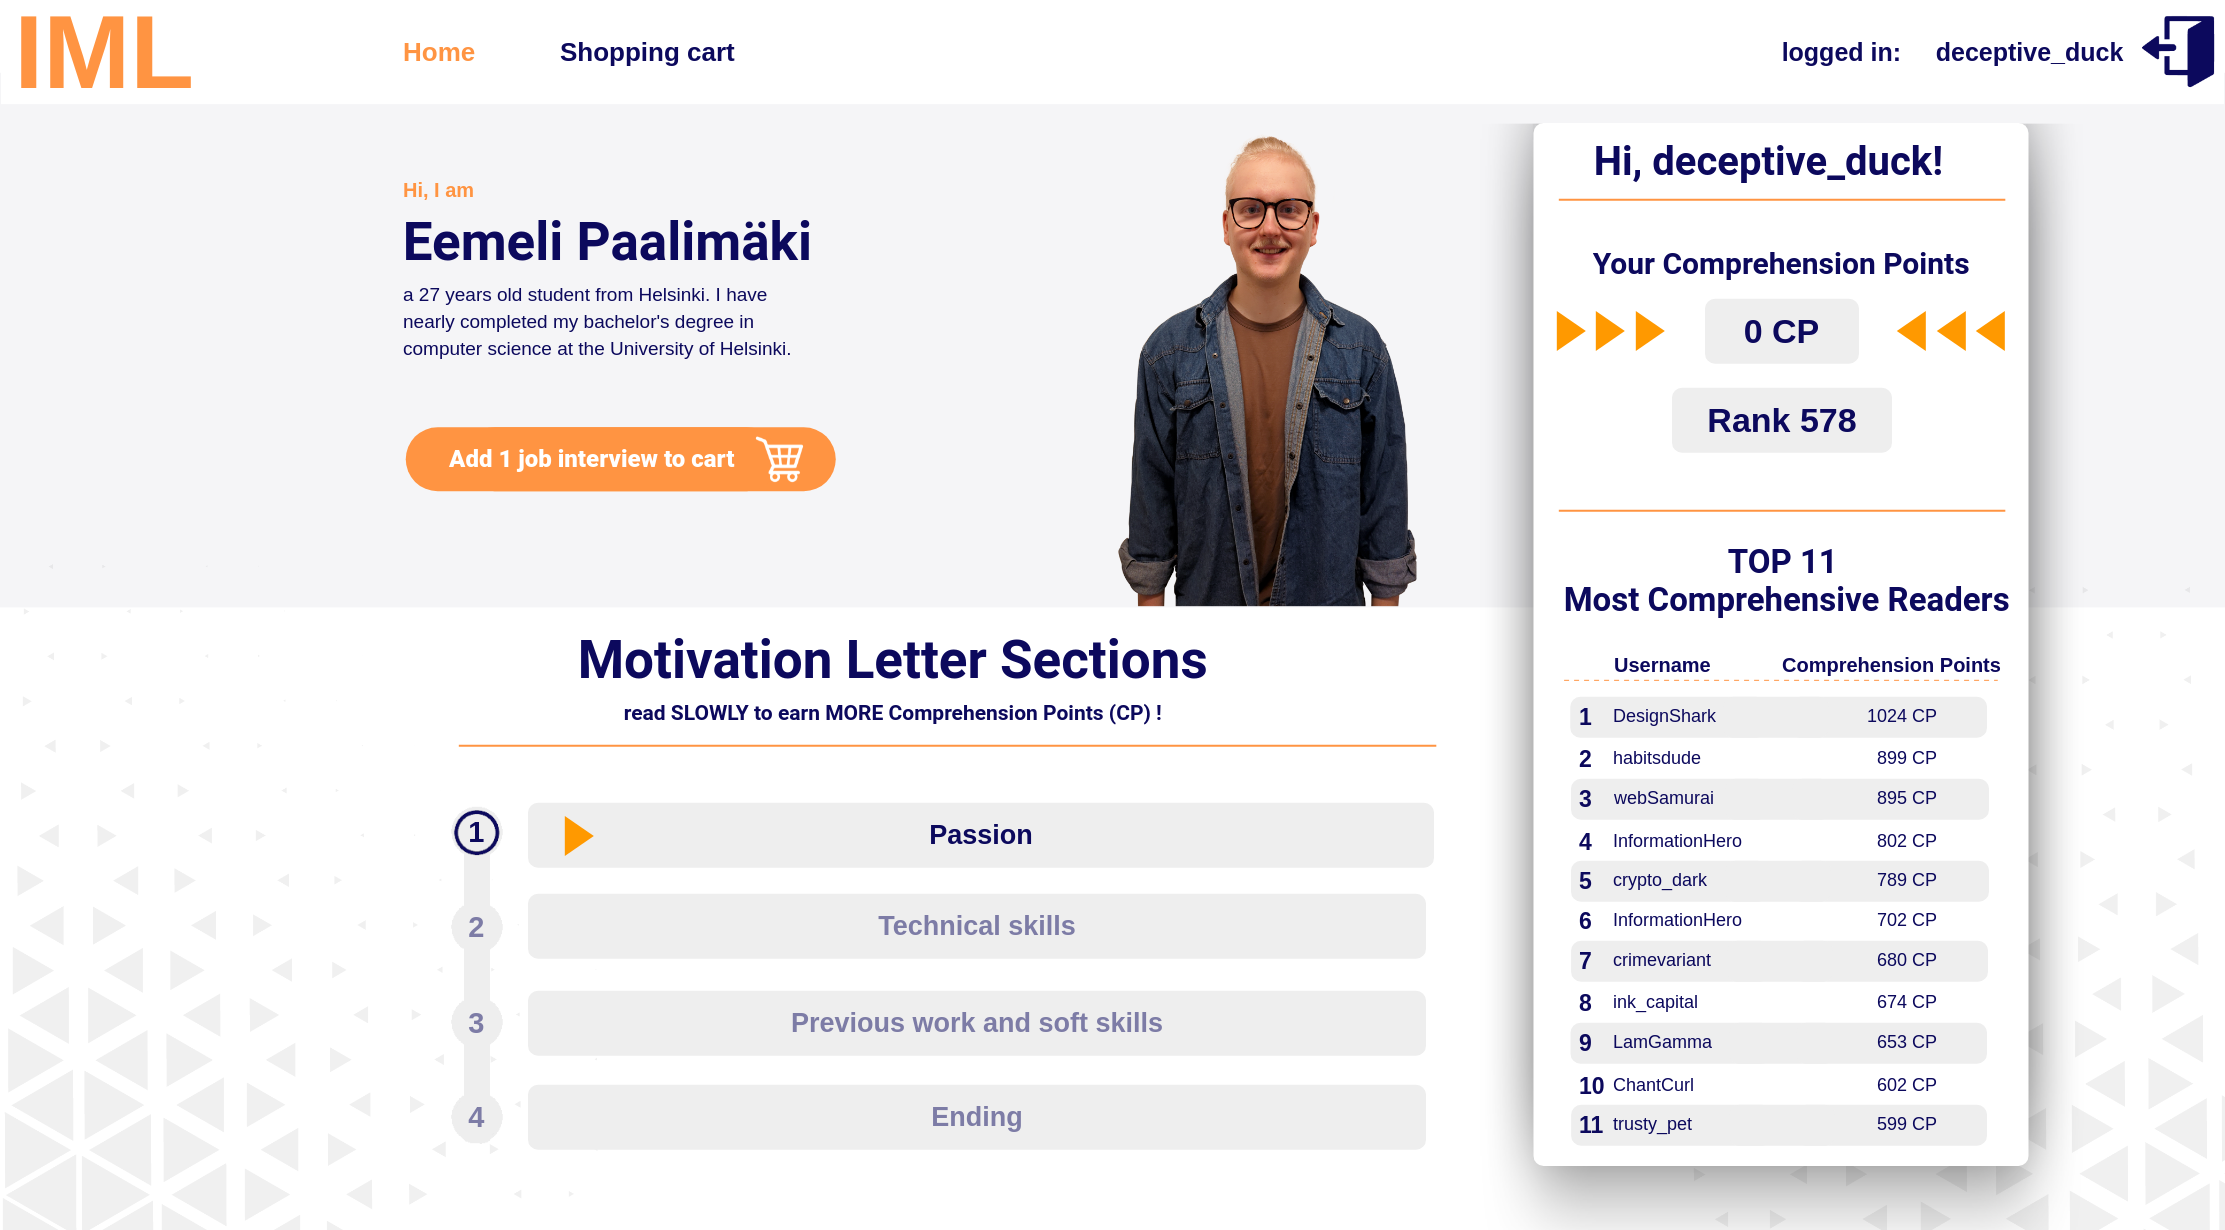 IML
Home
Shopping cart
logged in:
deceptive_duck
Hi, I am
Eemeli Paalimäki
a 27 years old student from Helsinki. I have
nearly completed my bachelor's degree in
computer science at the University of Helsinki.
Add 1 job interview to cart
Motivation Letter Sections
read SLOWLY to earn MORE Comprehension Points (CP) !
1 Passion
2 Technical skills
3 Previous work and soft skills
4 Ending
Hi, deceptive_duck!
Your Comprehension Points
0 CP
Rank 578
TOP 11
Most Comprehensive Readers
Username Comprehension Points
1 DesignShark 1024 CP
2 habitsdude 899 CP
3 webSamurai 895 CP
4 InformationHero 802 CP
5 crypto_dark 789 CP
6 InformationHero 702 CP
7 crimevariant 680 CP
8 ink_capital 674 CP
9 LamGamma 653 CP
10 ChantCurl 602 CP
11 trusty_pet 599 CP